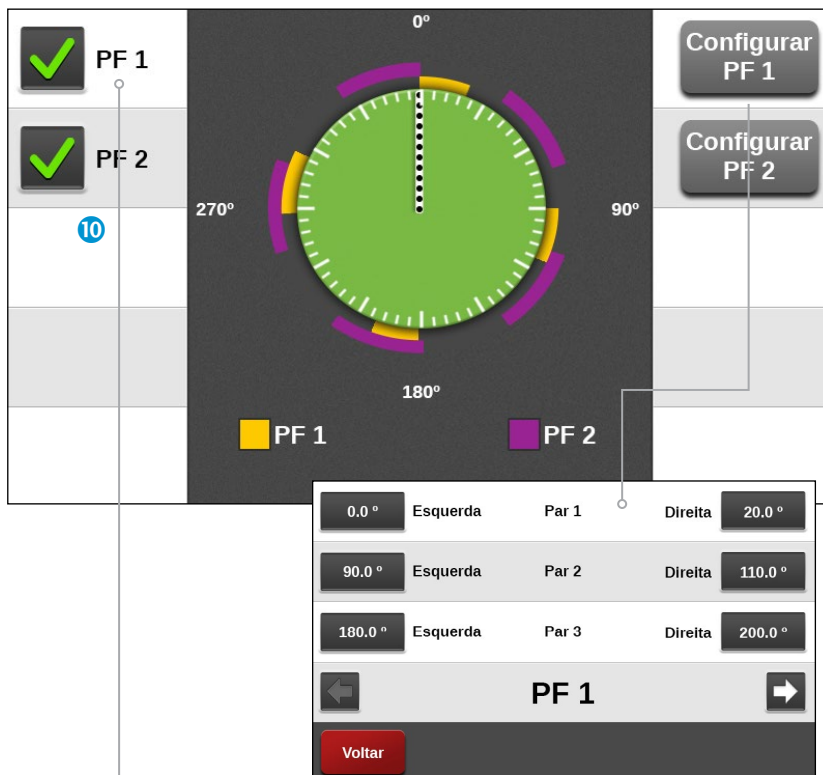 0º
PF 1
Configurar
PF 1
PF 2
Configurar
PF 2
270º
90º
10
180º
PF 1
PF 2
0.0 º Esquerda Par 1 Direita 20.0 º
90.0 º Esquerda Par 2 Direita 110.0 º
180.0 º Esquerda Par 3 Direita 200.0 º
PF 1
Voltar